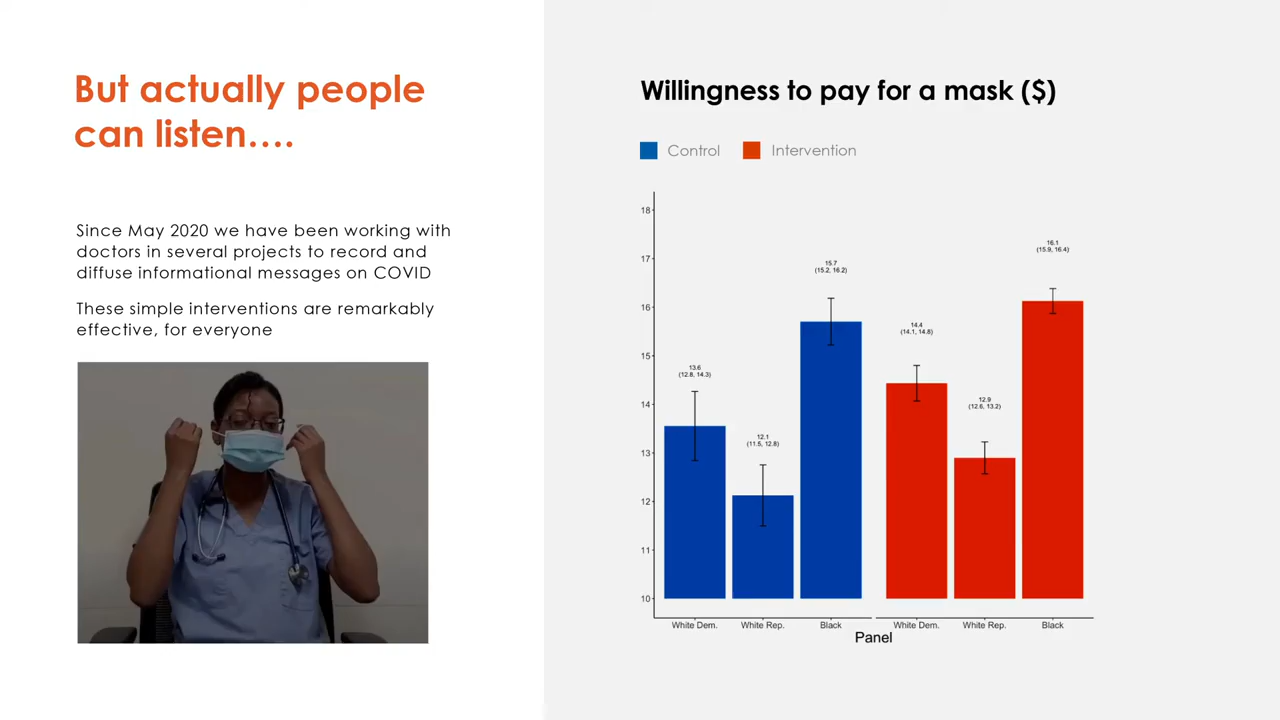 But actually people
can listen....
Since May 2020 we have been working with
doctors in several projects to record and
diffuse informational messages on COVID
These simple interventions are remarkably
effective, for everyone
Willingness to pay for a mask ($)
Control
Intervention
18
17
16
15
14
13
12
11
10
13.6
(12.8, 14.3)
12.1
(11.5, 12.8)
15.7
(15.2, 16.2)
14.4
(14.1, 14.8)
12.9
(12.6, 13.2)
16.1
(15.9, 16.4)
White Dem.
White Rep.
Black
White Dem.
White Rep.
Black
Panel